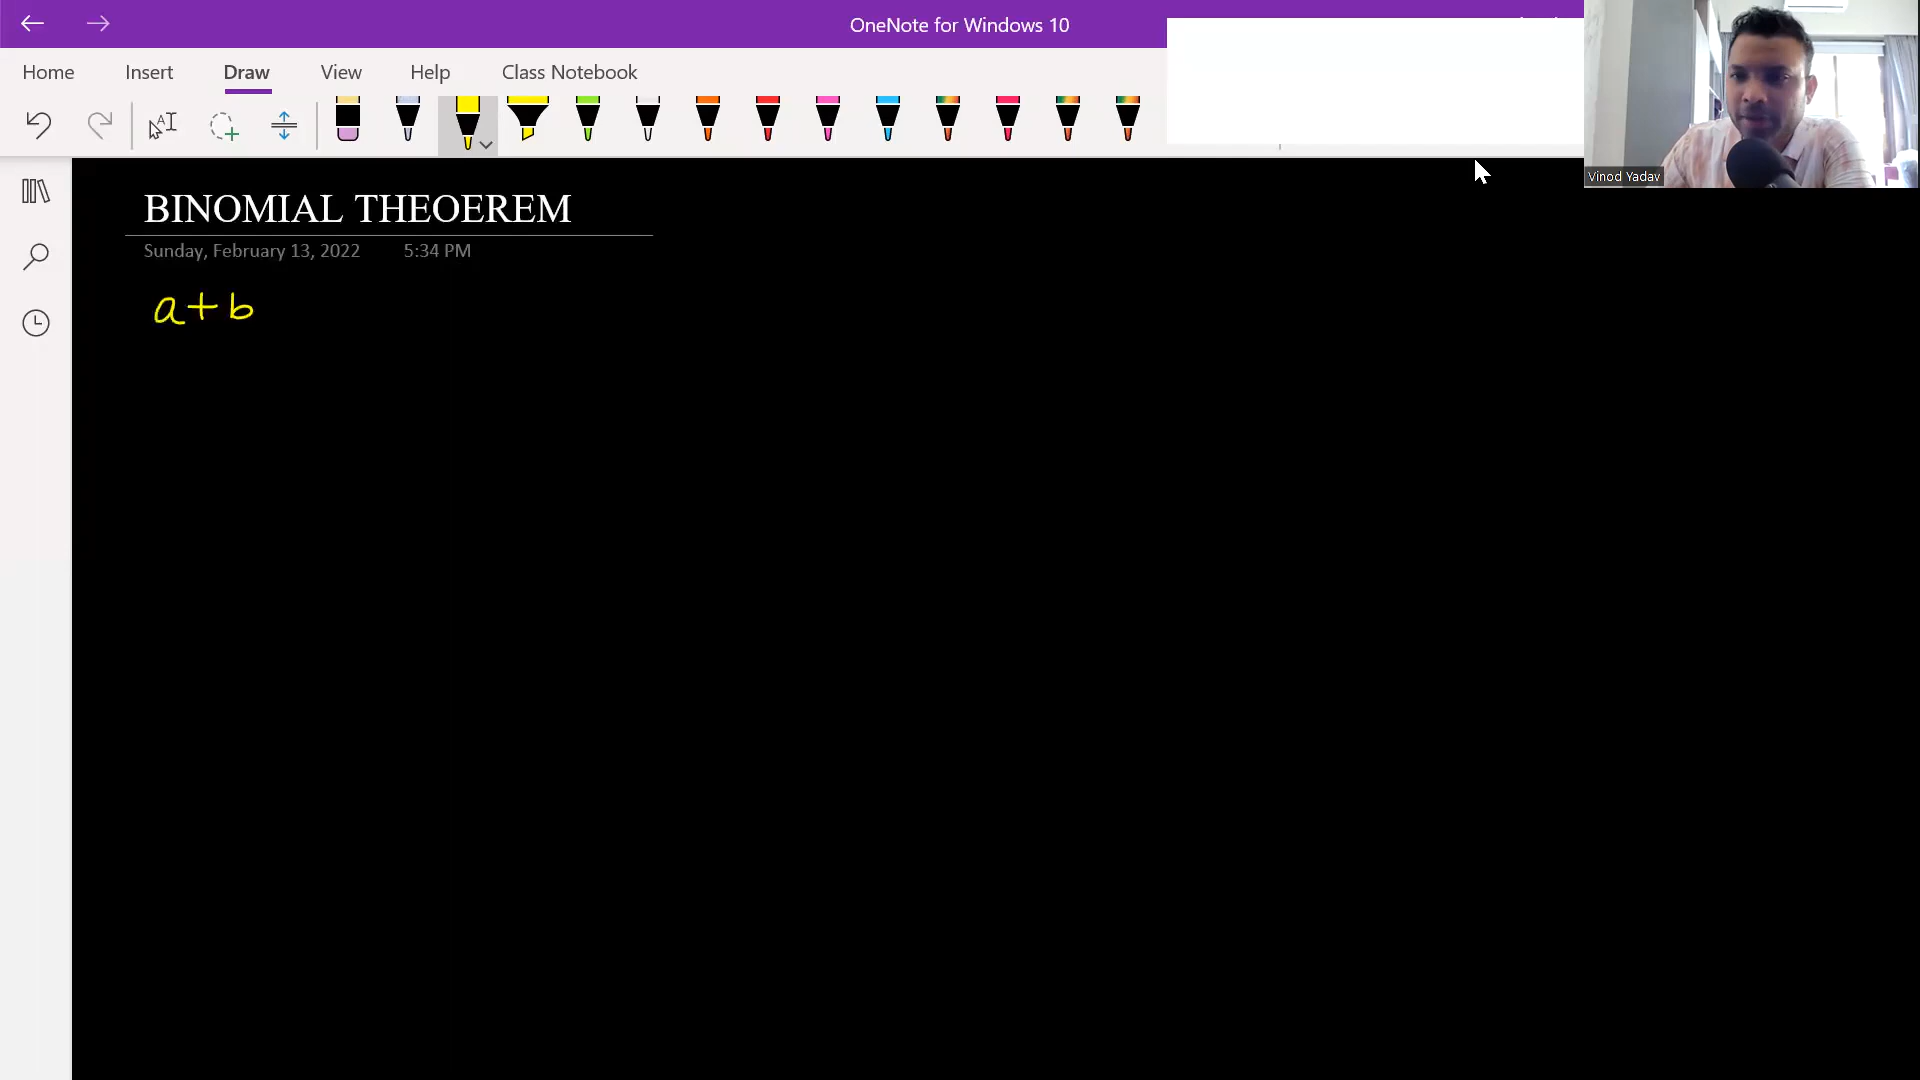 OneNote for Windows 10
Home Insert Draw View Help Class Notebook
Vinod Yadav
BINOMIAL THEOEREM
Sunday, February 13, 2022 5:34 PM
a+b